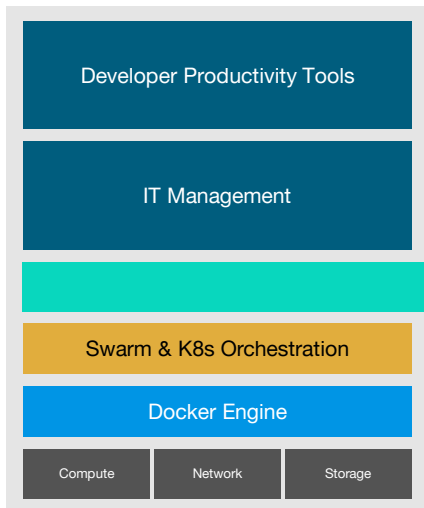 Developer Productivity Tools
IT Management
Swarm & K8s Orchestration
Docker Engine
Compute
Network
Storage